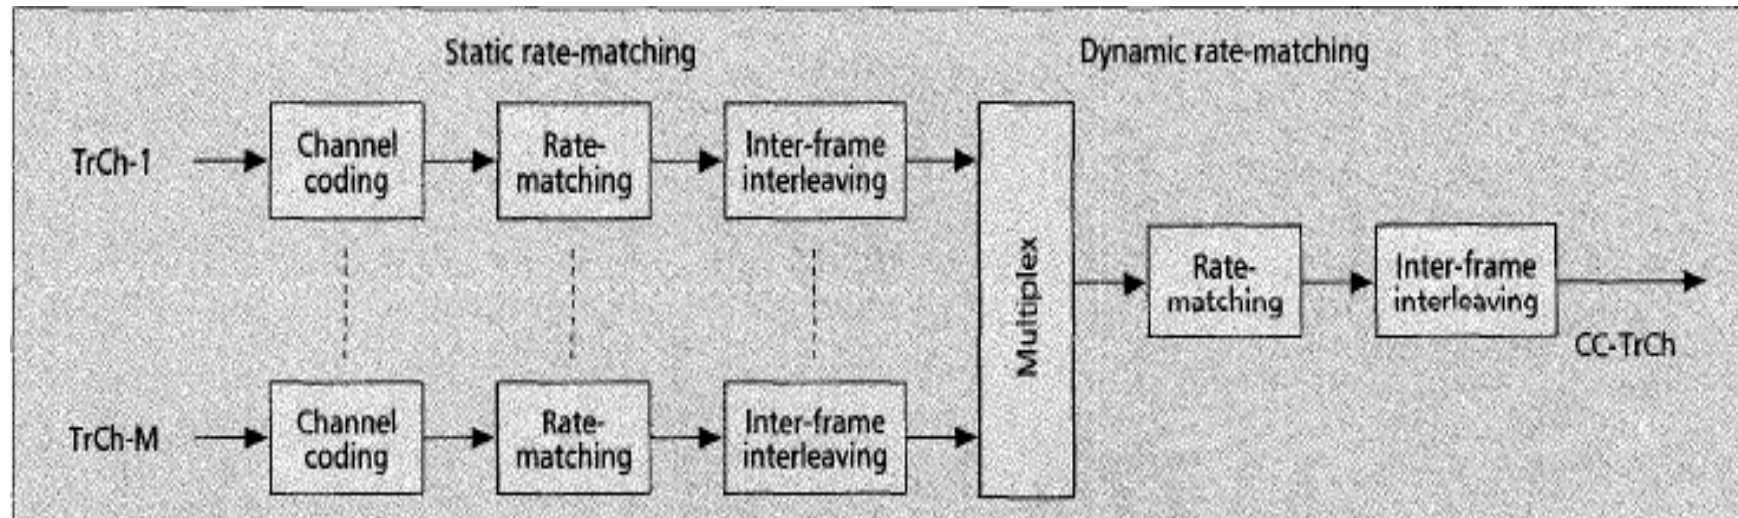 Static rate-matching
Dynamic rate-matching
TrCh-1
Channel
coding
Rate-
matching
Inter-frame
interleaving
Multiplex
Rate-
matching
Inter-frame
interleaving
CC-TrCh
TrCh-M
Channel
coding
Rate-
matching
Inter-frame
interleaving